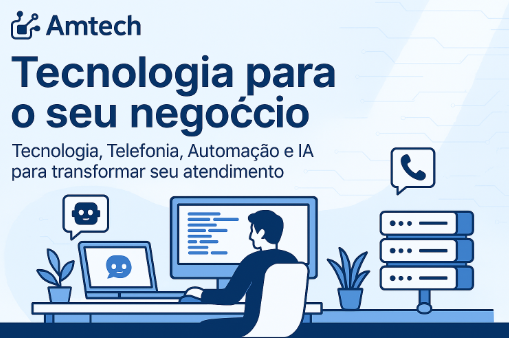 Amtech
Tecnologia para
o seu negoćcio
Tecnologia, Telefonia, Automação e IA
para transformar seu atendimento